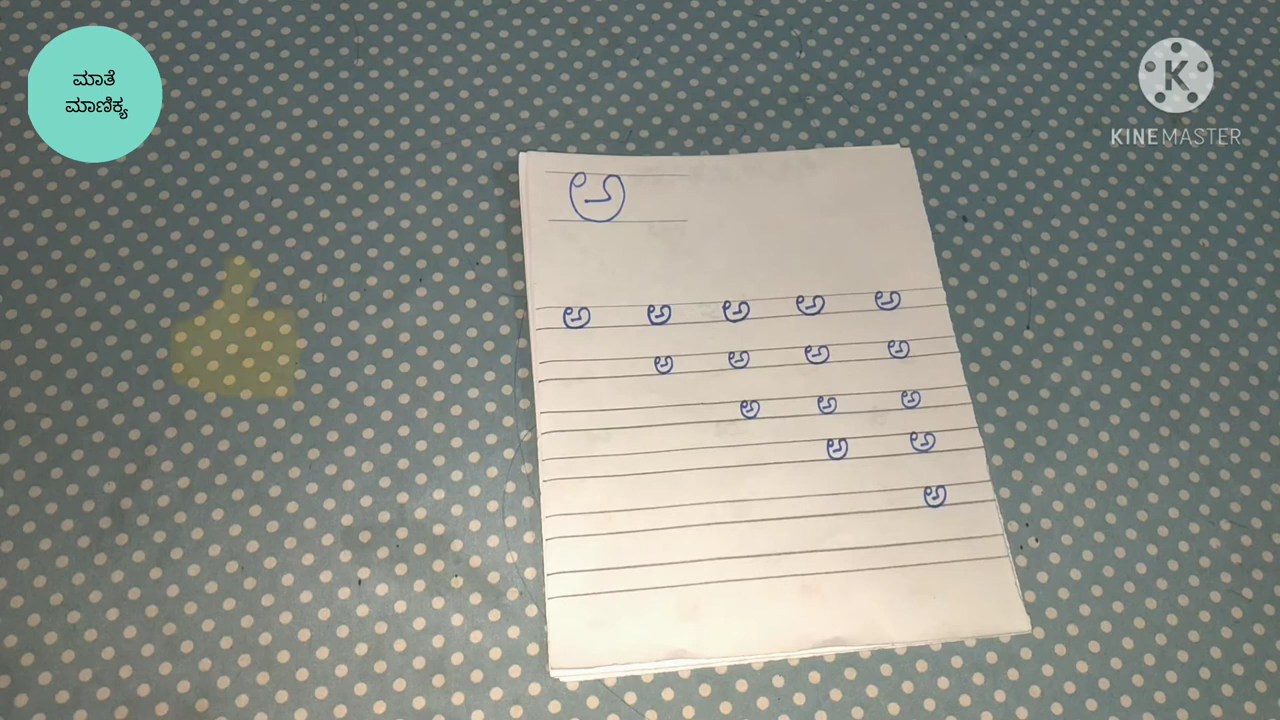 ಮಾತೆ
ಮಾಣಿಕ್ಯ
KINEMASTER
ಅ
ಅ ಅ ಅ ಅ ಅ
ಅ ಅ ಅ ಅ
ಅ ಅ ಅ
ಅ ಅ
ಅ